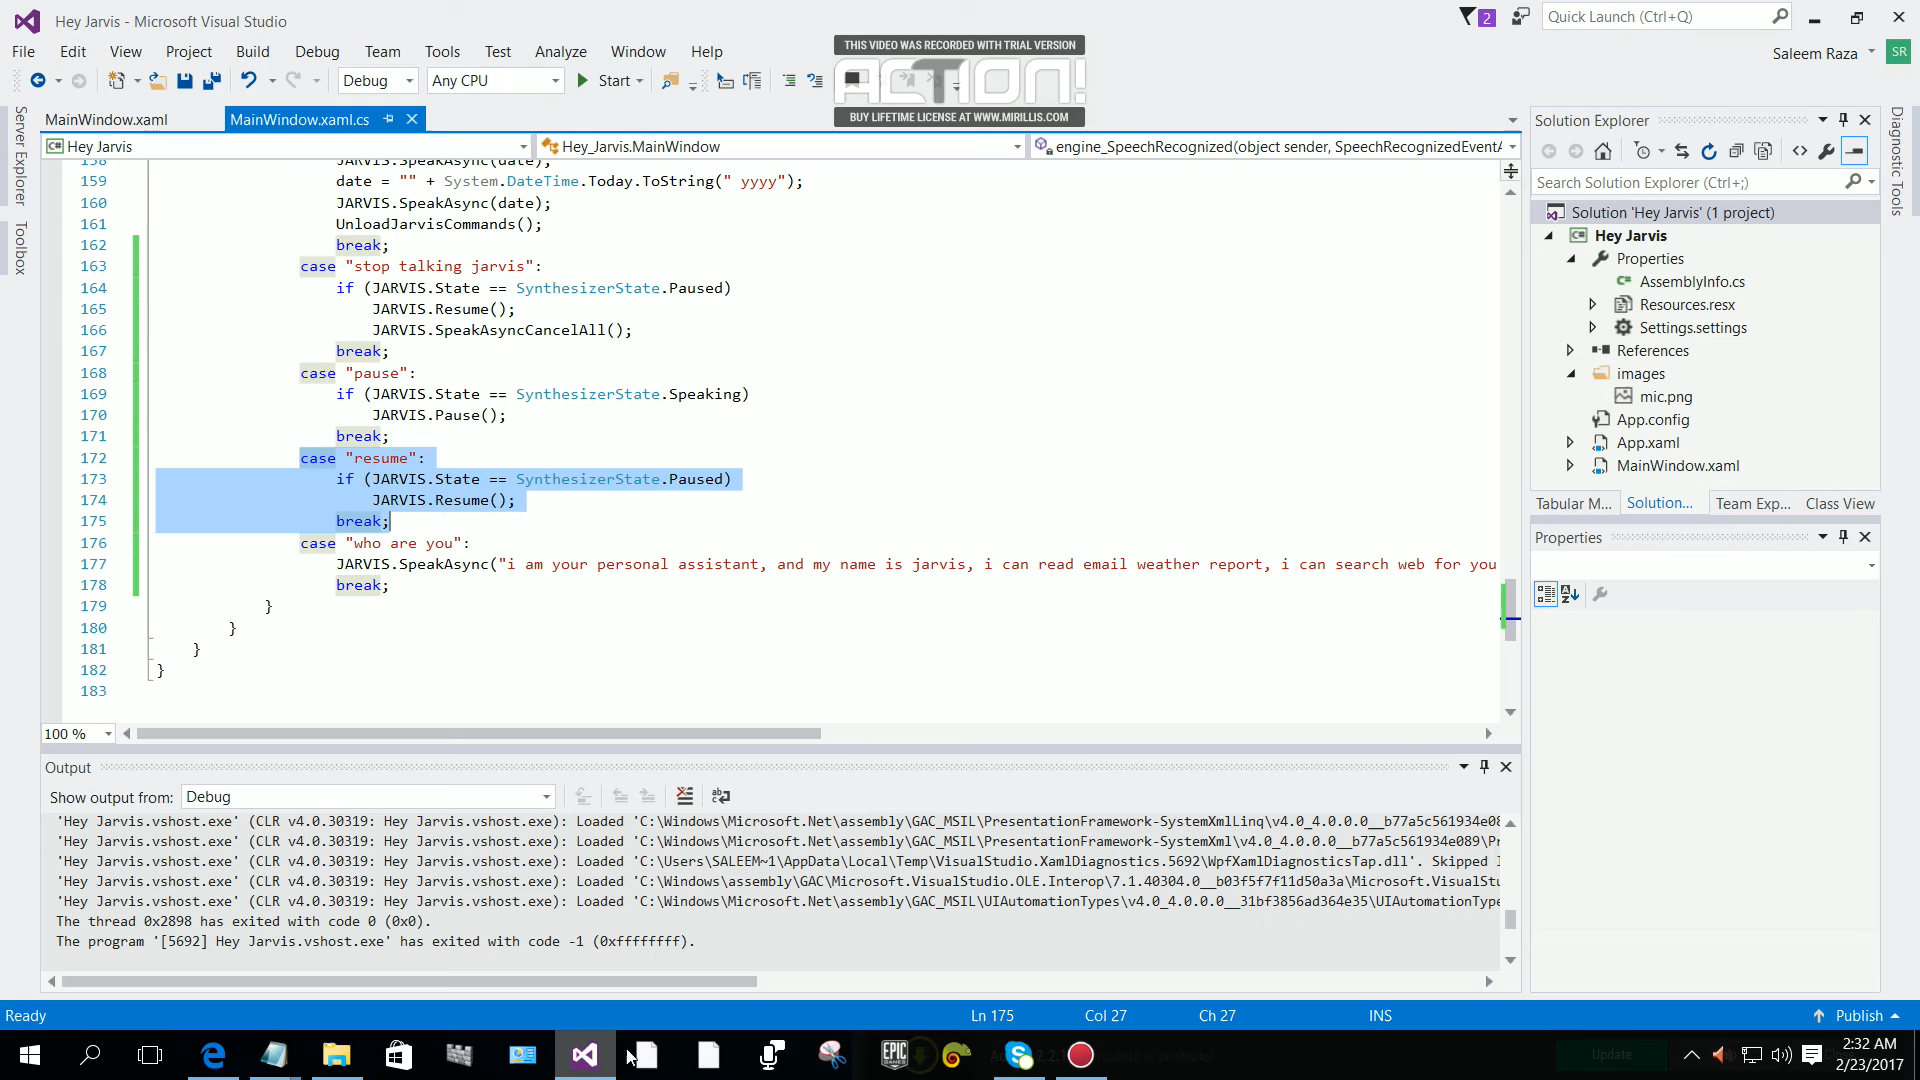 Hey Jarvis - Microsoft Visual Studio
2
Quick Launch (Ctrl+Q)
File Edit View Project Build Debug Team Tools Test Analyze Window Help
Saleem Raza SR
THIS VIDEO WAS RECORDED WITH TRIAL VERSION
ACTION!
BUY LIFETIME LICENSE AT WWW.MIRILLIS.COM
Debug Any CPU Start
Server Explorer
Toolbox
MainWindow.xaml MainWindow.xaml.cs
Hey Jarvis Hey_Jarvis.MainWindow engine_SpeechRecognized(object sender, SpeechRecognizedEventA
158 JARVIS.SpeakAsync(date);
159 date = "" + System.DateTime.Today.ToString(" yyyy");
160 JARVIS.SpeakAsync(date);
161 UnloadJarvisCommands();
162 break;
163 case "stop talking jarvis":
164 if (JARVIS.State == SynthesizerState.Paused)
165 JARVIS.Resume();
166 JARVIS.SpeakAsyncCancelAll();
167 break;
168 case "pause":
169 if (JARVIS.State == SynthesizerState.Speaking)
170 JARVIS.Pause();
171 break;
172 case "resume":
173 if (JARVIS.State == SynthesizerState.Paused)
174 JARVIS.Resume();
175 break;
176 case "who are you":
177 JARVIS.SpeakAsync("i am your personal assistant, and my name is jarvis, i can read email weather report, i can search web for you
178 break;
179 }
180 }
181 }
182 }
183
100 %
Output
Show output from: Debug
'Hey Jarvis.vshost.exe' (CLR v4.0.30319: Hey Jarvis.vshost.exe): Loaded 'C:\Windows\Microsoft.Net\assembly\GAC_MSIL\PresentationFramework-SystemXmlLinq\v4.0_4.0.0.0__b77a5c561934e08
'Hey Jarvis.vshost.exe' (CLR v4.0.30319: Hey Jarvis.vshost.exe): Loaded 'C:\Windows\Microsoft.Net\assembly\GAC_MSIL\PresentationFramework-SystemXml\v4.0_4.0.0.0__b77a5c561934e089\Pr
'Hey Jarvis.vshost.exe' (CLR v4.0.30319: Hey Jarvis.vshost.exe): Loaded 'C:\Users\SALEEM~1\AppData\Local\Temp\VisualStudio.XamlDiagnostics.5692\WpfXamlDiagnosticsTap.dll'. Skipped l
'Hey Jarvis.vshost.exe' (CLR v4.0.30319: Hey Jarvis.vshost.exe): Loaded 'C:\Windows\assembly\GAC\Microsoft.VisualStudio.OLE.Interop\7.1.40304.0__b03f5f7f11d50a3a\Microsoft.VisualStu
'Hey Jarvis.vshost.exe' (CLR v4.0.30319: Hey Jarvis.vshost.exe): Loaded 'C:\Windows\Microsoft.Net\assembly\GAC_MSIL\UIAutomationTypes\v4.0_4.0.0.0__31bf3856ad364e35\UIAutomationType
The thread 0x2898 has exited with code 0 (0x0).
The program '[5692] Hey Jarvis.vshost.exe' has exited with code -1 (0xffffffff).
Solution Explorer
Search Solution Explorer (Ctrl+;)
Solution 'Hey Jarvis' (1 project)
Hey Jarvis
Properties
AssemblyInfo.cs
Resources.resx
Settings.settings
References
images
mic.png
App.config
App.xaml
MainWindow.xaml
Tabular M... Solution... Team Exp... Class View
Properties
Diagnostic Tools
Ready Ln 175 Col 27 Ch 27 INS Publish
EPIC GAMES
Update
2:32 AM
2/23/2017